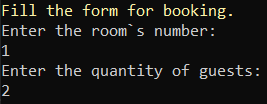 Fill the form for booking.
Enter the room`s number:
1
Enter the quantity of guests:
2